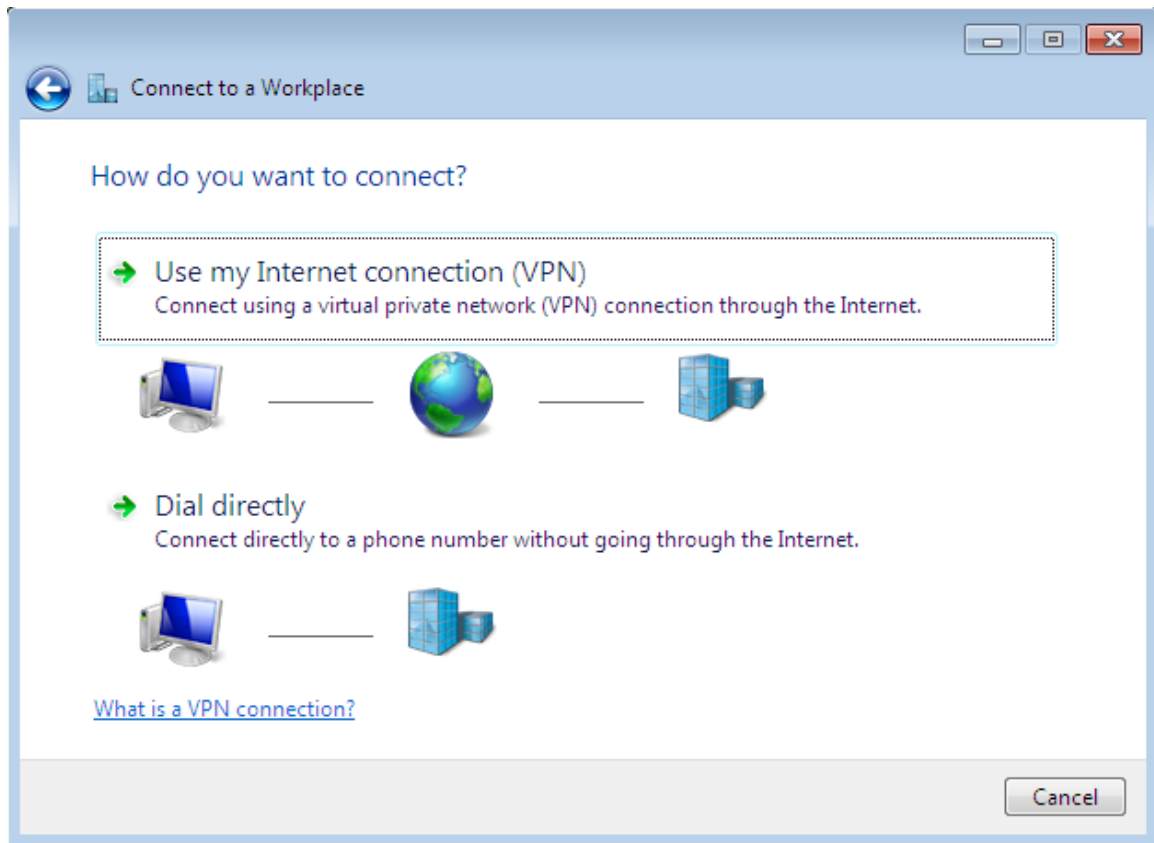 Connect to a Workplace
How do you want to connect?
Use my Internet connection (VPN)
Connect using a virtual private network (VPN) connection through the Internet.
Dial directly
Connect directly to a phone number without going through the Internet.
What is a VPN connection?
Cancel